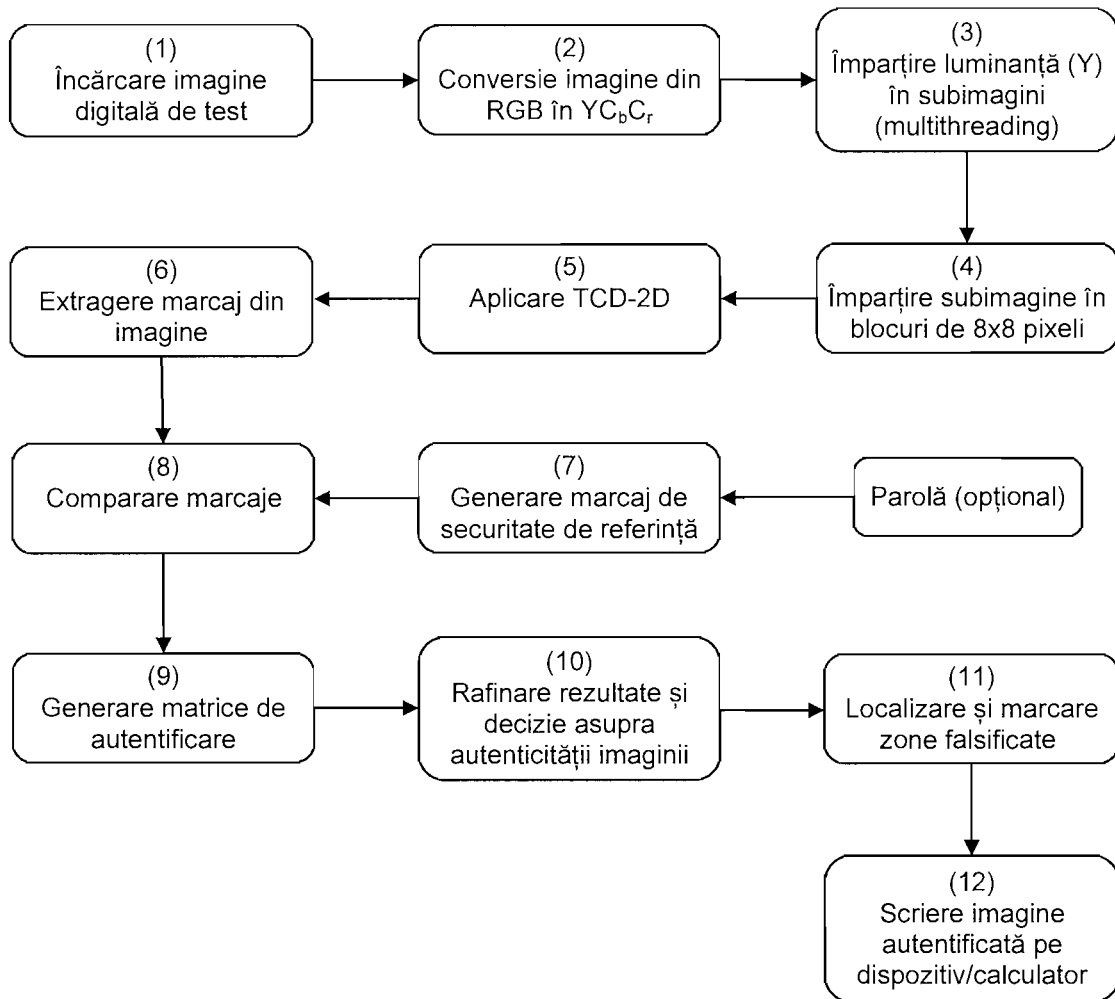 (1)
Încărcare imagine
digitală de test
(2)
Conversie imagine din
RGB în YCbCr
(3)
Împarțire luminanță (Y)
în subimagini
(multithreading)
(6)
Extragere marcaj din
imagine
(5)
Aplicare TCD-2D
(4)
Împarțire subimagine în
blocuri de 8x8 pixeli
(8)
Comparare marcaje
(7)
Generare marcaj de
securitate de referință
Parolă (opțional)
(9)
Generare matrice de
autentificare
(10)
Rafinare rezultate și
decizie asupra
autenticității imaginii
(11)
Localizare și marcare
zone falsificate
(12)
Scriere imagine
autentificată pe
dispozitiv/calculator